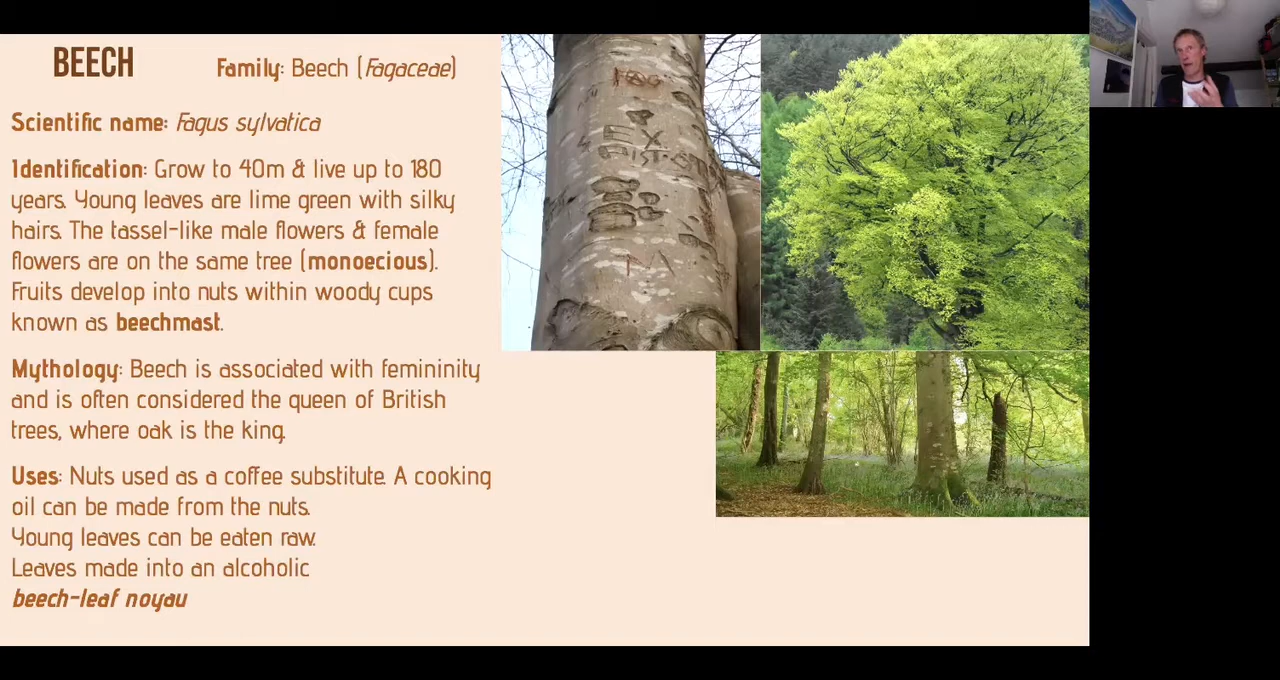 BEECH
Family: Beech (Fagaceae)
Scientific name: Fagus sylvatica
Identification: Grow to 40m & live up to 180
years. Young leaves are lime green with silky
hairs. The tassel-like male flowers & female
flowers are on the same tree (monoecious).
Fruits develop into nuts within woody cups
known as beechmast.
Mythology: Beech is associated with femininity
and is often considered the queen of British
trees, where oak is the king.
Uses: Nuts used as a coffee substitute. A cooking
oil can be made from the nuts.
Young leaves can be eaten raw.
Leaves made into an alcoholic
beech-leaf noyau
EX